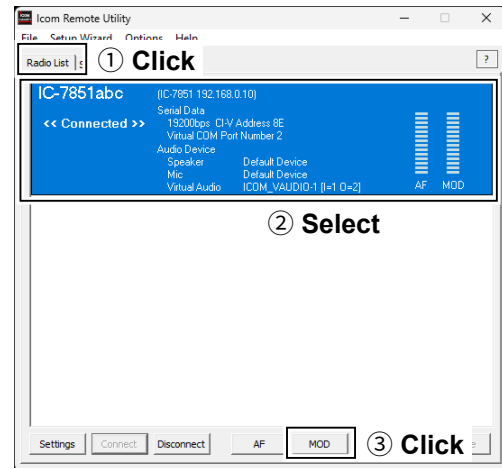 Icom Remote Utility
File Setup Wizard Options Help
Radio List
① Click
?
IC-7851abc (IC-7851 192.168.0.10)
<< Connected >>
Serial Data
19200bps CI-V Address 8E
Virtual COM Port Number 2
Audio Device
Speaker Default Device
Mic Default Device
Virtual Audio ICOM_VAUDIO-1 [I=1 O=2]
AF MOD
② Select
Settings Connect Disconnect AF MOD
③ Click